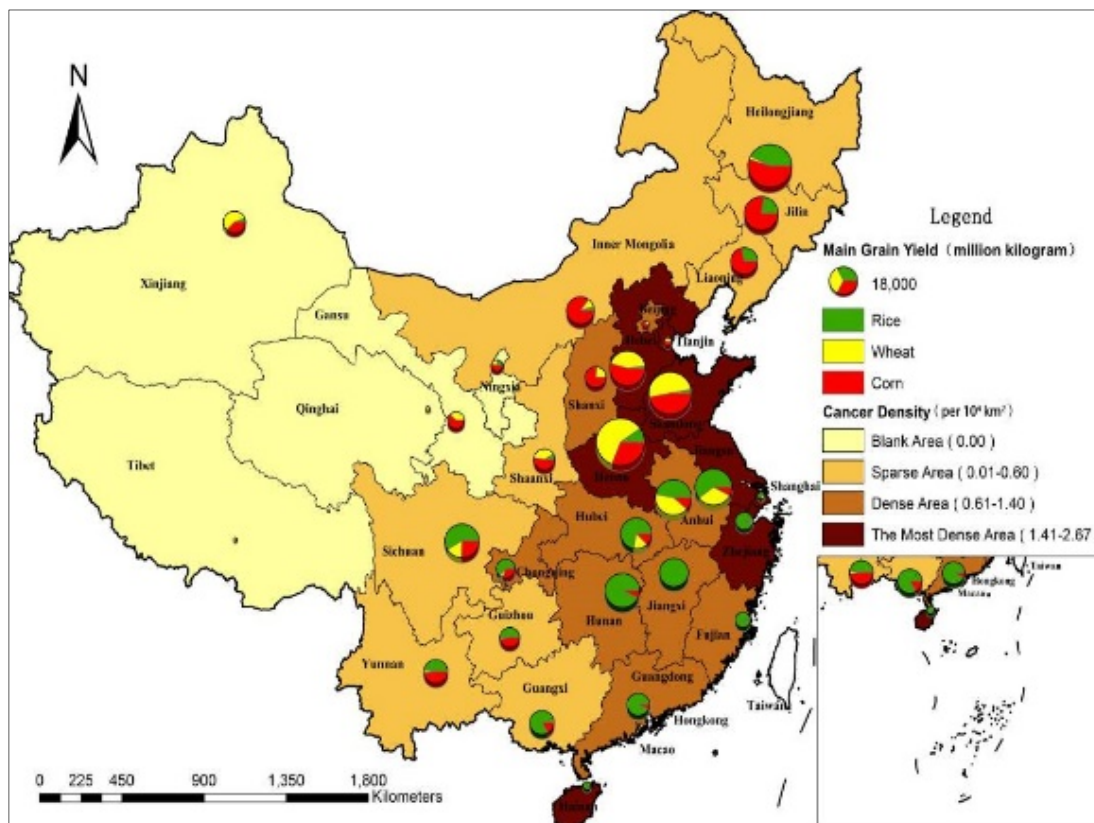 N
Heilongjiang
Jilin
Inner Mongolia
Liaoning
Xinjiang
Gansu
Beijing
Tianjin
Hebei
Ningxia
Shanxi
Qinghai
Shandong
Tibet
Jiangsu
Shaanxi
Henan
Shanghai
Hubei
Anhui
Sichuan
Zhejiang
Chongqing
Jiangxi
Hunan
Guizhou
Fujian
Yunnan
Guangdong
Guangxi
Taiwan
Hongkong
Macao
Hainan
0 225 450 900 1,350 1,800
Kilometers
Legend
Main Grain Yield (million kilogram)
18,000
Rice
Wheat
Corn
Cancer Density (per 10⁴ km²)
Blank Area ( 0.00 )
Sparse Area ( 0.01-0.60 )
Dense Area ( 0.61-1.40 )
The Most Dense Area ( 1.41-2.67
Taiwan
Hongkong
Macau